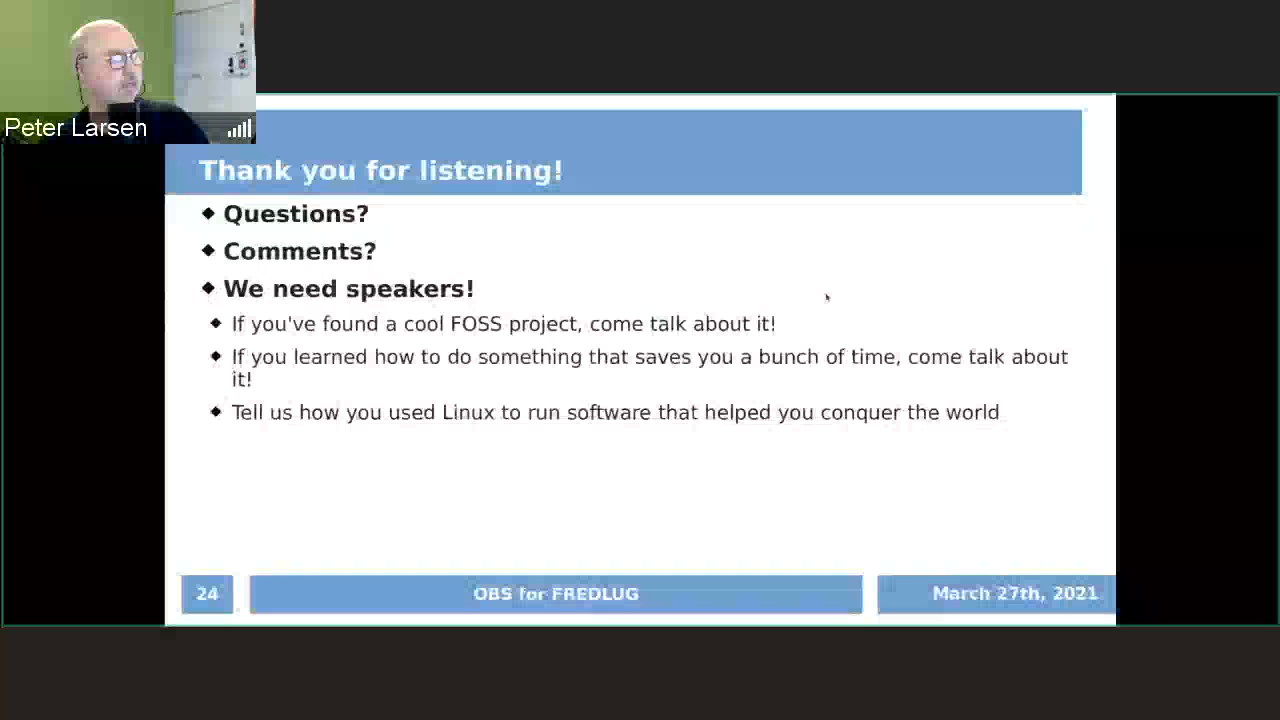 Peter Larsen
Thank you for listening!
Questions?
Comments?
We need speakers!
If you've found a cool FOSS project, come talk about it!
If you learned how to do something that saves you a bunch of time, come talk about
it!
Tell us how you used Linux to run software that helped you conquer the world
24
OBS for FREDLUG
March 27th, 2021